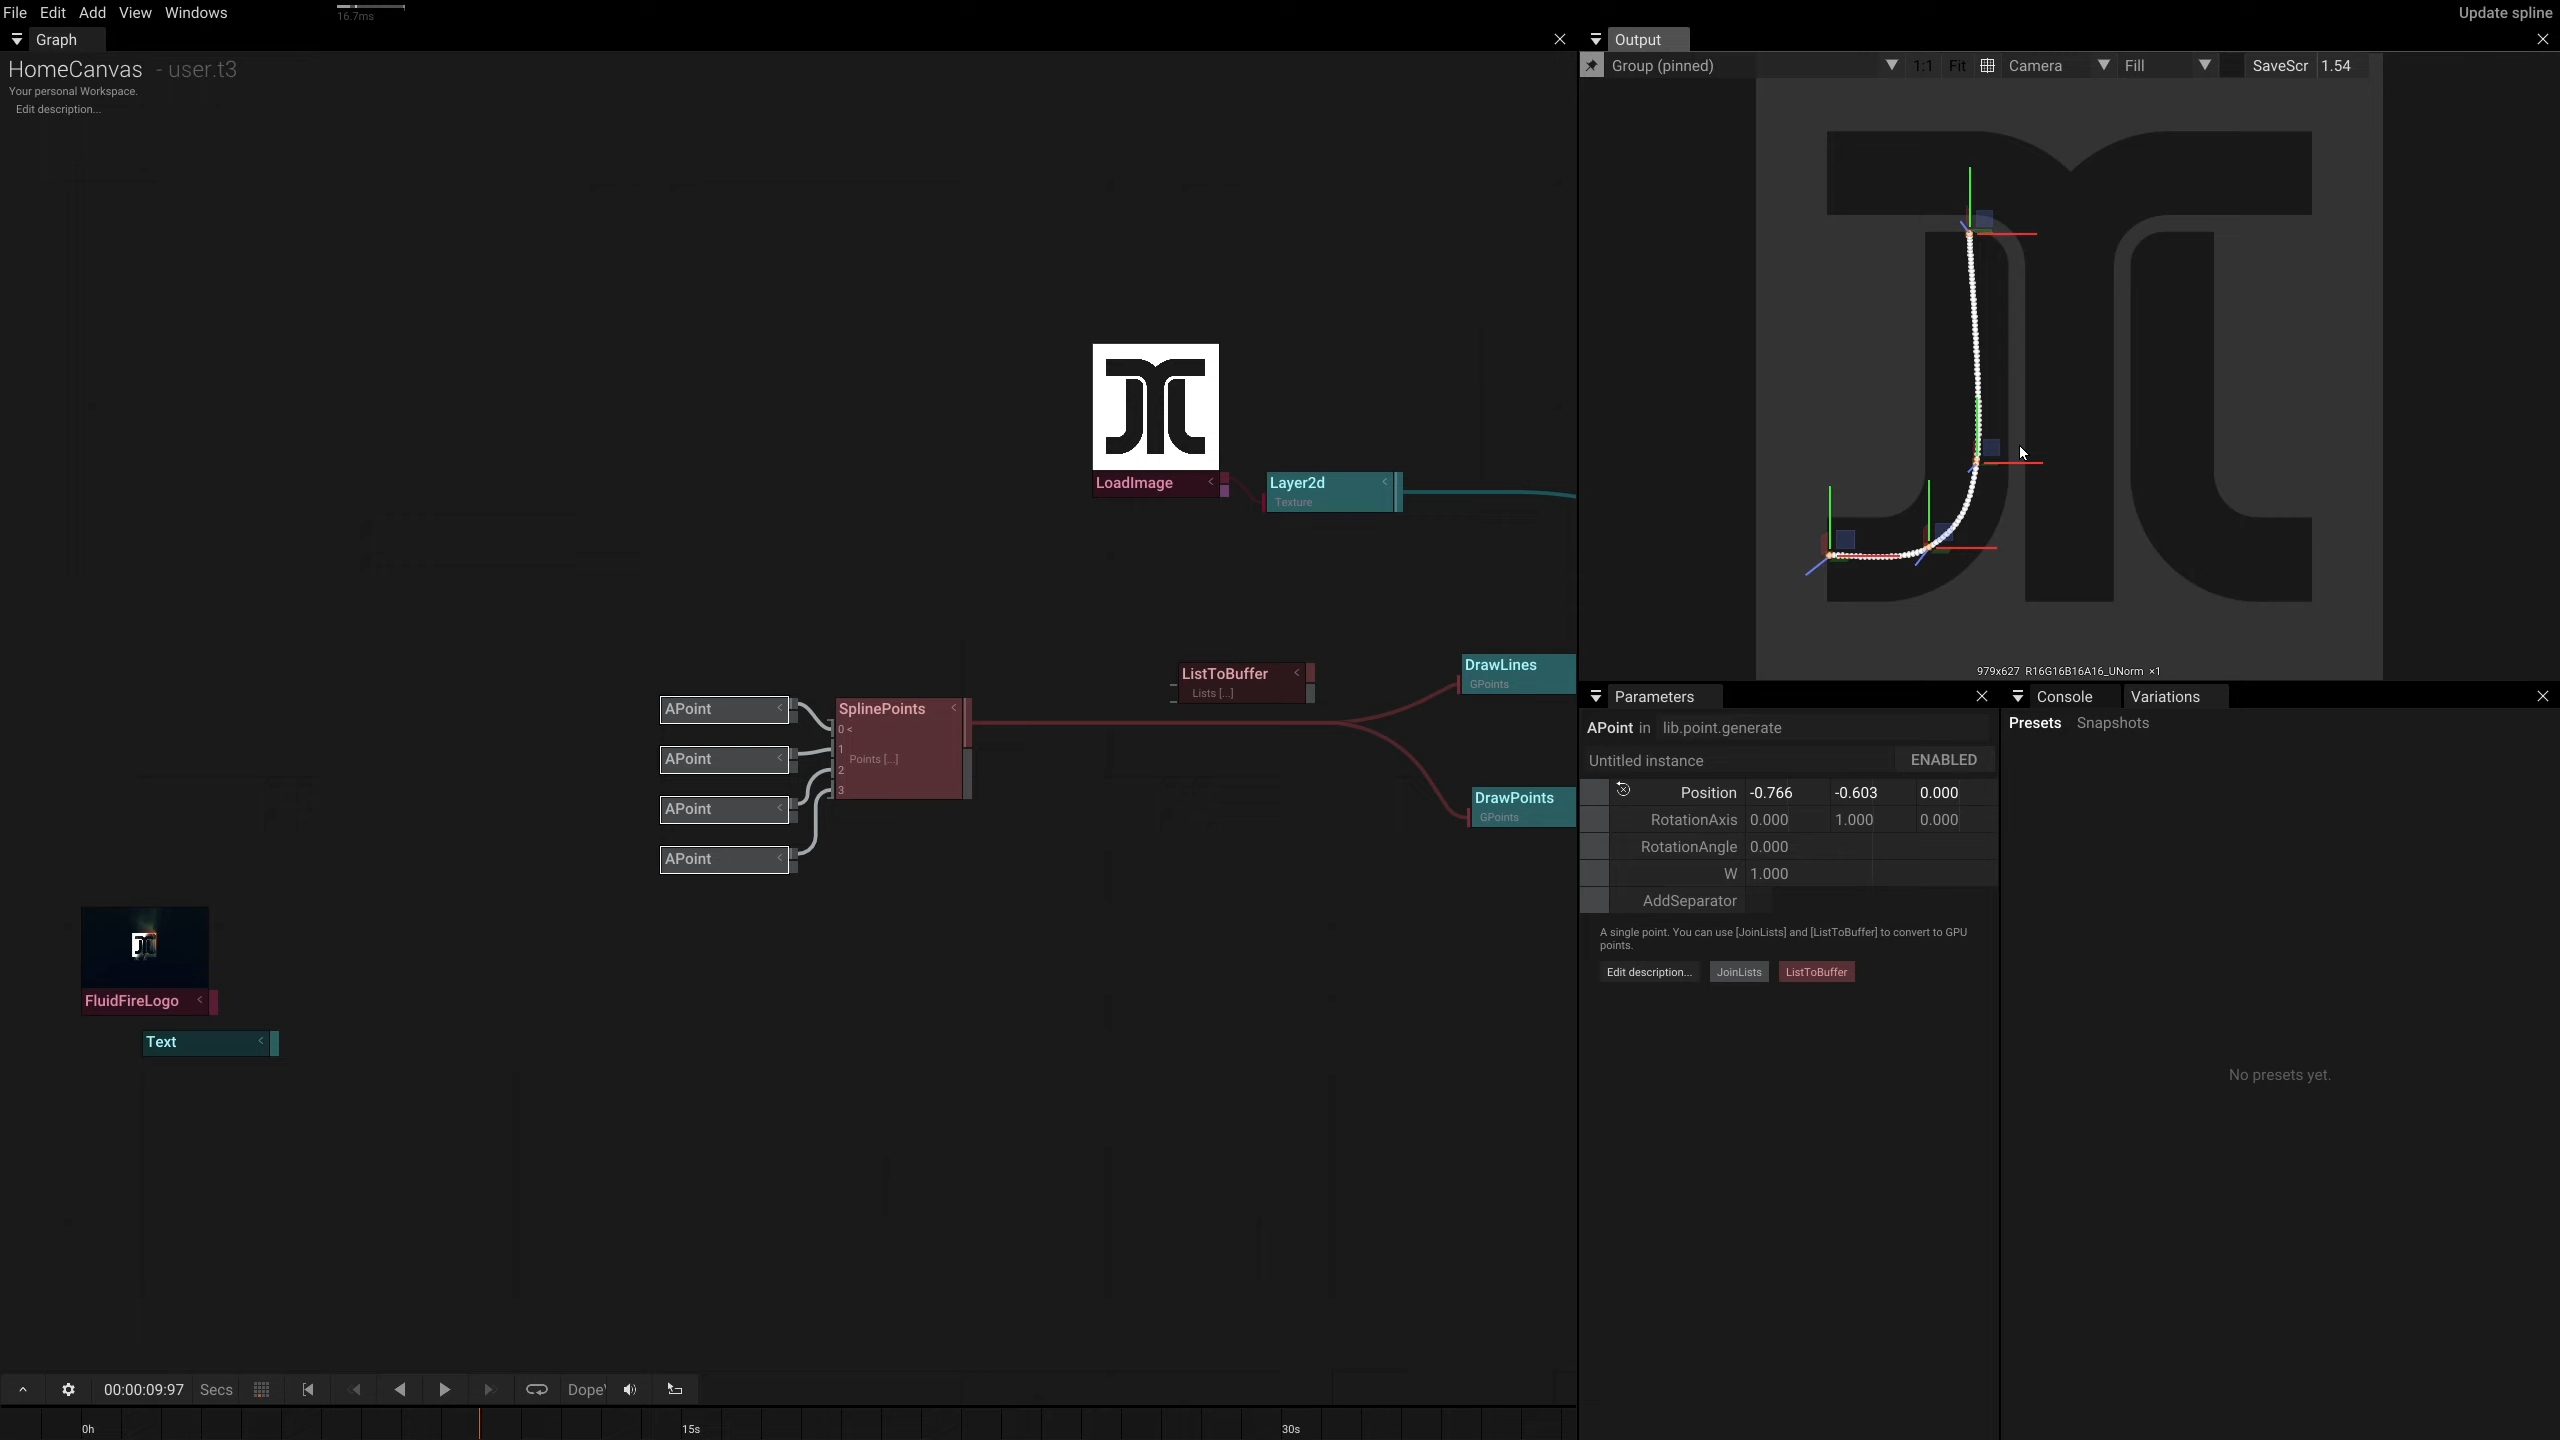 File Edit Add View Windows
16.7ms
Update spline
Graph
Output
HomeCanvas - user.t3
Your personal Workspace.
Edit description...
Group (pinned) 1:1 Fit Camera Fill SaveScr 1.54
LoadImage
Layer2d
Texture
979x627 R16G16B16A16_UNorm ×1
ListToBuffer
Lists [...]
DrawLines
GPoints
APoint
APoint
APoint
APoint
SplinePoints
0 <
1
Points [...]
2
3
DrawPoints
GPoints
FluidFireLogo
Text
Parameters
APoint in lib.point.generate
Untitled instance ENABLED
Position -0.766 -0.603 0.000
RotationAxis 0.000 1.000 0.000
RotationAngle 0.000
W 1.000
AddSeparator
A single point. You can use [JoinLists] and [ListToBuffer] to convert to GPU
points.
Edit description... JoinLists ListToBuffer
Console Variations
Presets Snapshots
No presets yet.
00:00:09:97 Secs Dope
0h 15s 30s